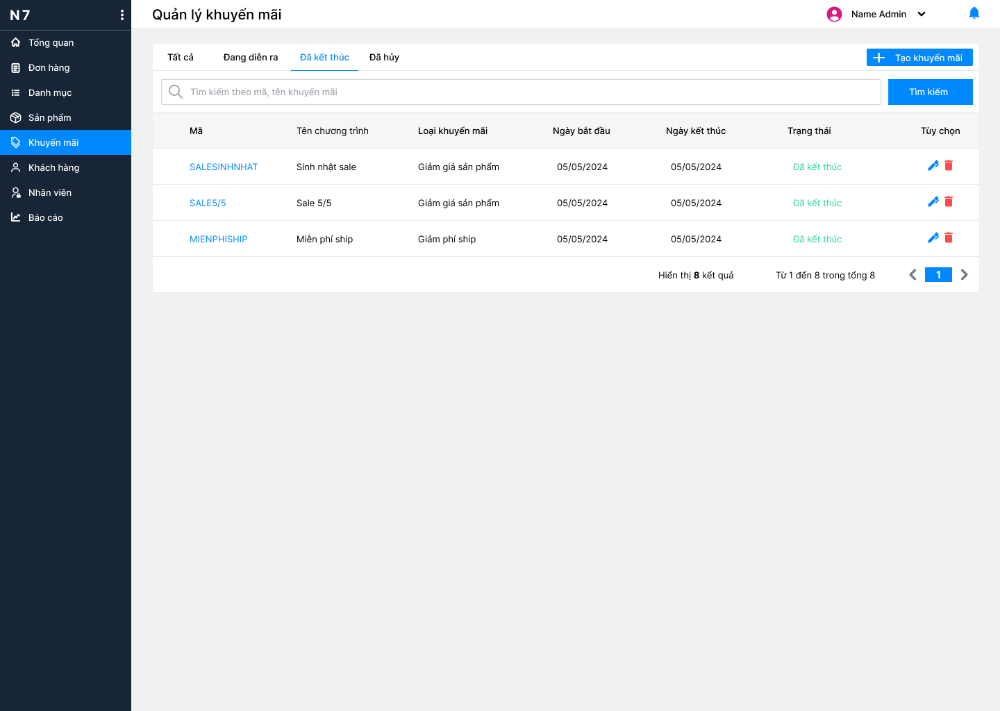 N7
Quản lý khuyến mãi
Name Admin
Tổng quan
Đơn hàng
Danh mục
Sản phẩm
Khuyến mãi
Khách hàng
Nhân viên
Báo cáo
Tất cả Đang diễn ra Đã kết thúc Đã hủy
Tạo khuyến mãi
Tìm kiếm theo mã, tên khuyến mãi
Tìm kiếm
Mã Tên chương trình Loại khuyến mãi Ngày bắt đầu Ngày kết thúc Trạng thái Tùy chọn
SALESINHNHAT Sinh nhật sale Giảm giá sản phẩm 05/05/2024 05/05/2024 Đã kết thúc
SALE5/5 Sale 5/5 Giảm giá sản phẩm 05/05/2024 05/05/2024 Đã kết thúc
MIENPHISHIP Miễn phí ship Giảm phí ship 05/05/2024 05/05/2024 Đã kết thúc
Hiển thị 8 kết quả Từ 1 đến 8 trong tổng 8 1